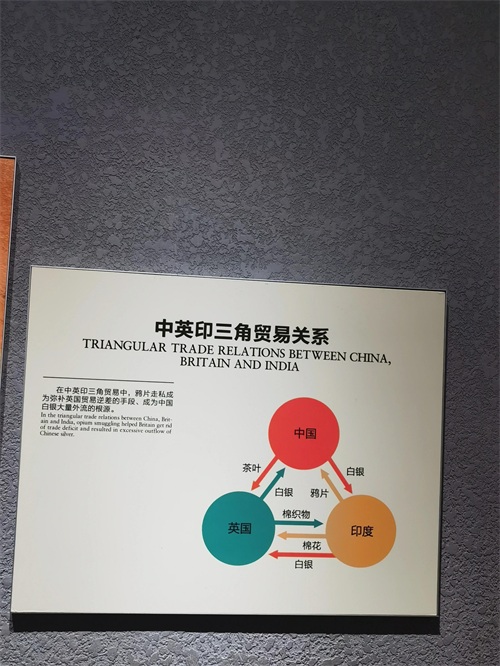 中英印三角贸易关系
TRIANGULAR TRADE RELATIONS BETWEEN CHINA,
BRITAIN AND INDIA
在中英印三角贸易中，鸦片走私成
为弥补英国贸易逆差的手段、成为中国
白银大量外流的根源。
In the triangular trade relations between China, Brit-
ain and India, opium smuggling helped Britain get rid
of trade deficit and resulted in excessive outflow of
Chinese silver.
中国
茶叶
白银
白银
鸦片
棉织物
英国
印度
棉花
白银